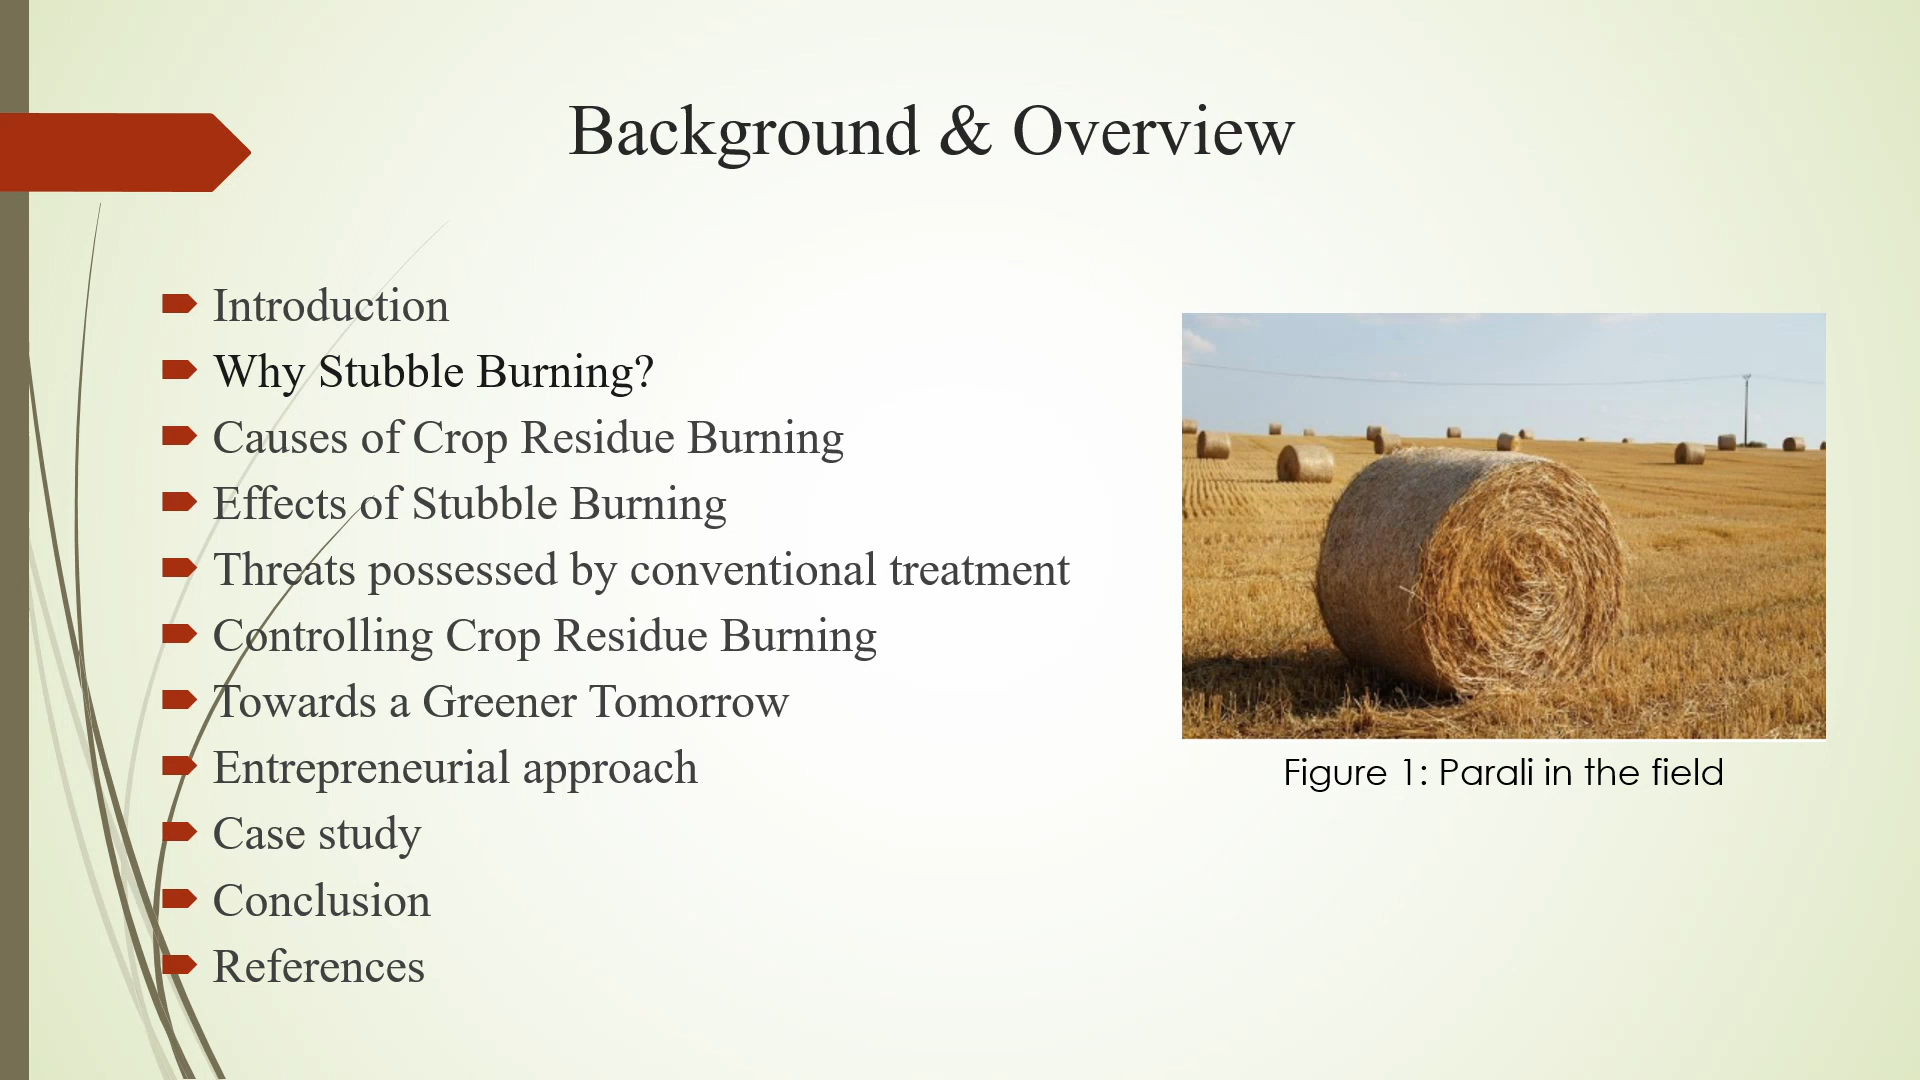 Background & Overview
Introduction
Why Stubble Burning?
Causes of Crop Residue Burning
Effects of Stubble Burning
Threats possessed by conventional treatment
Controlling Crop Residue Burning
Towards a Greener Tomorrow
Entrepreneurial approach
Case study
Conclusion
References
Figure 1: Parali in the field